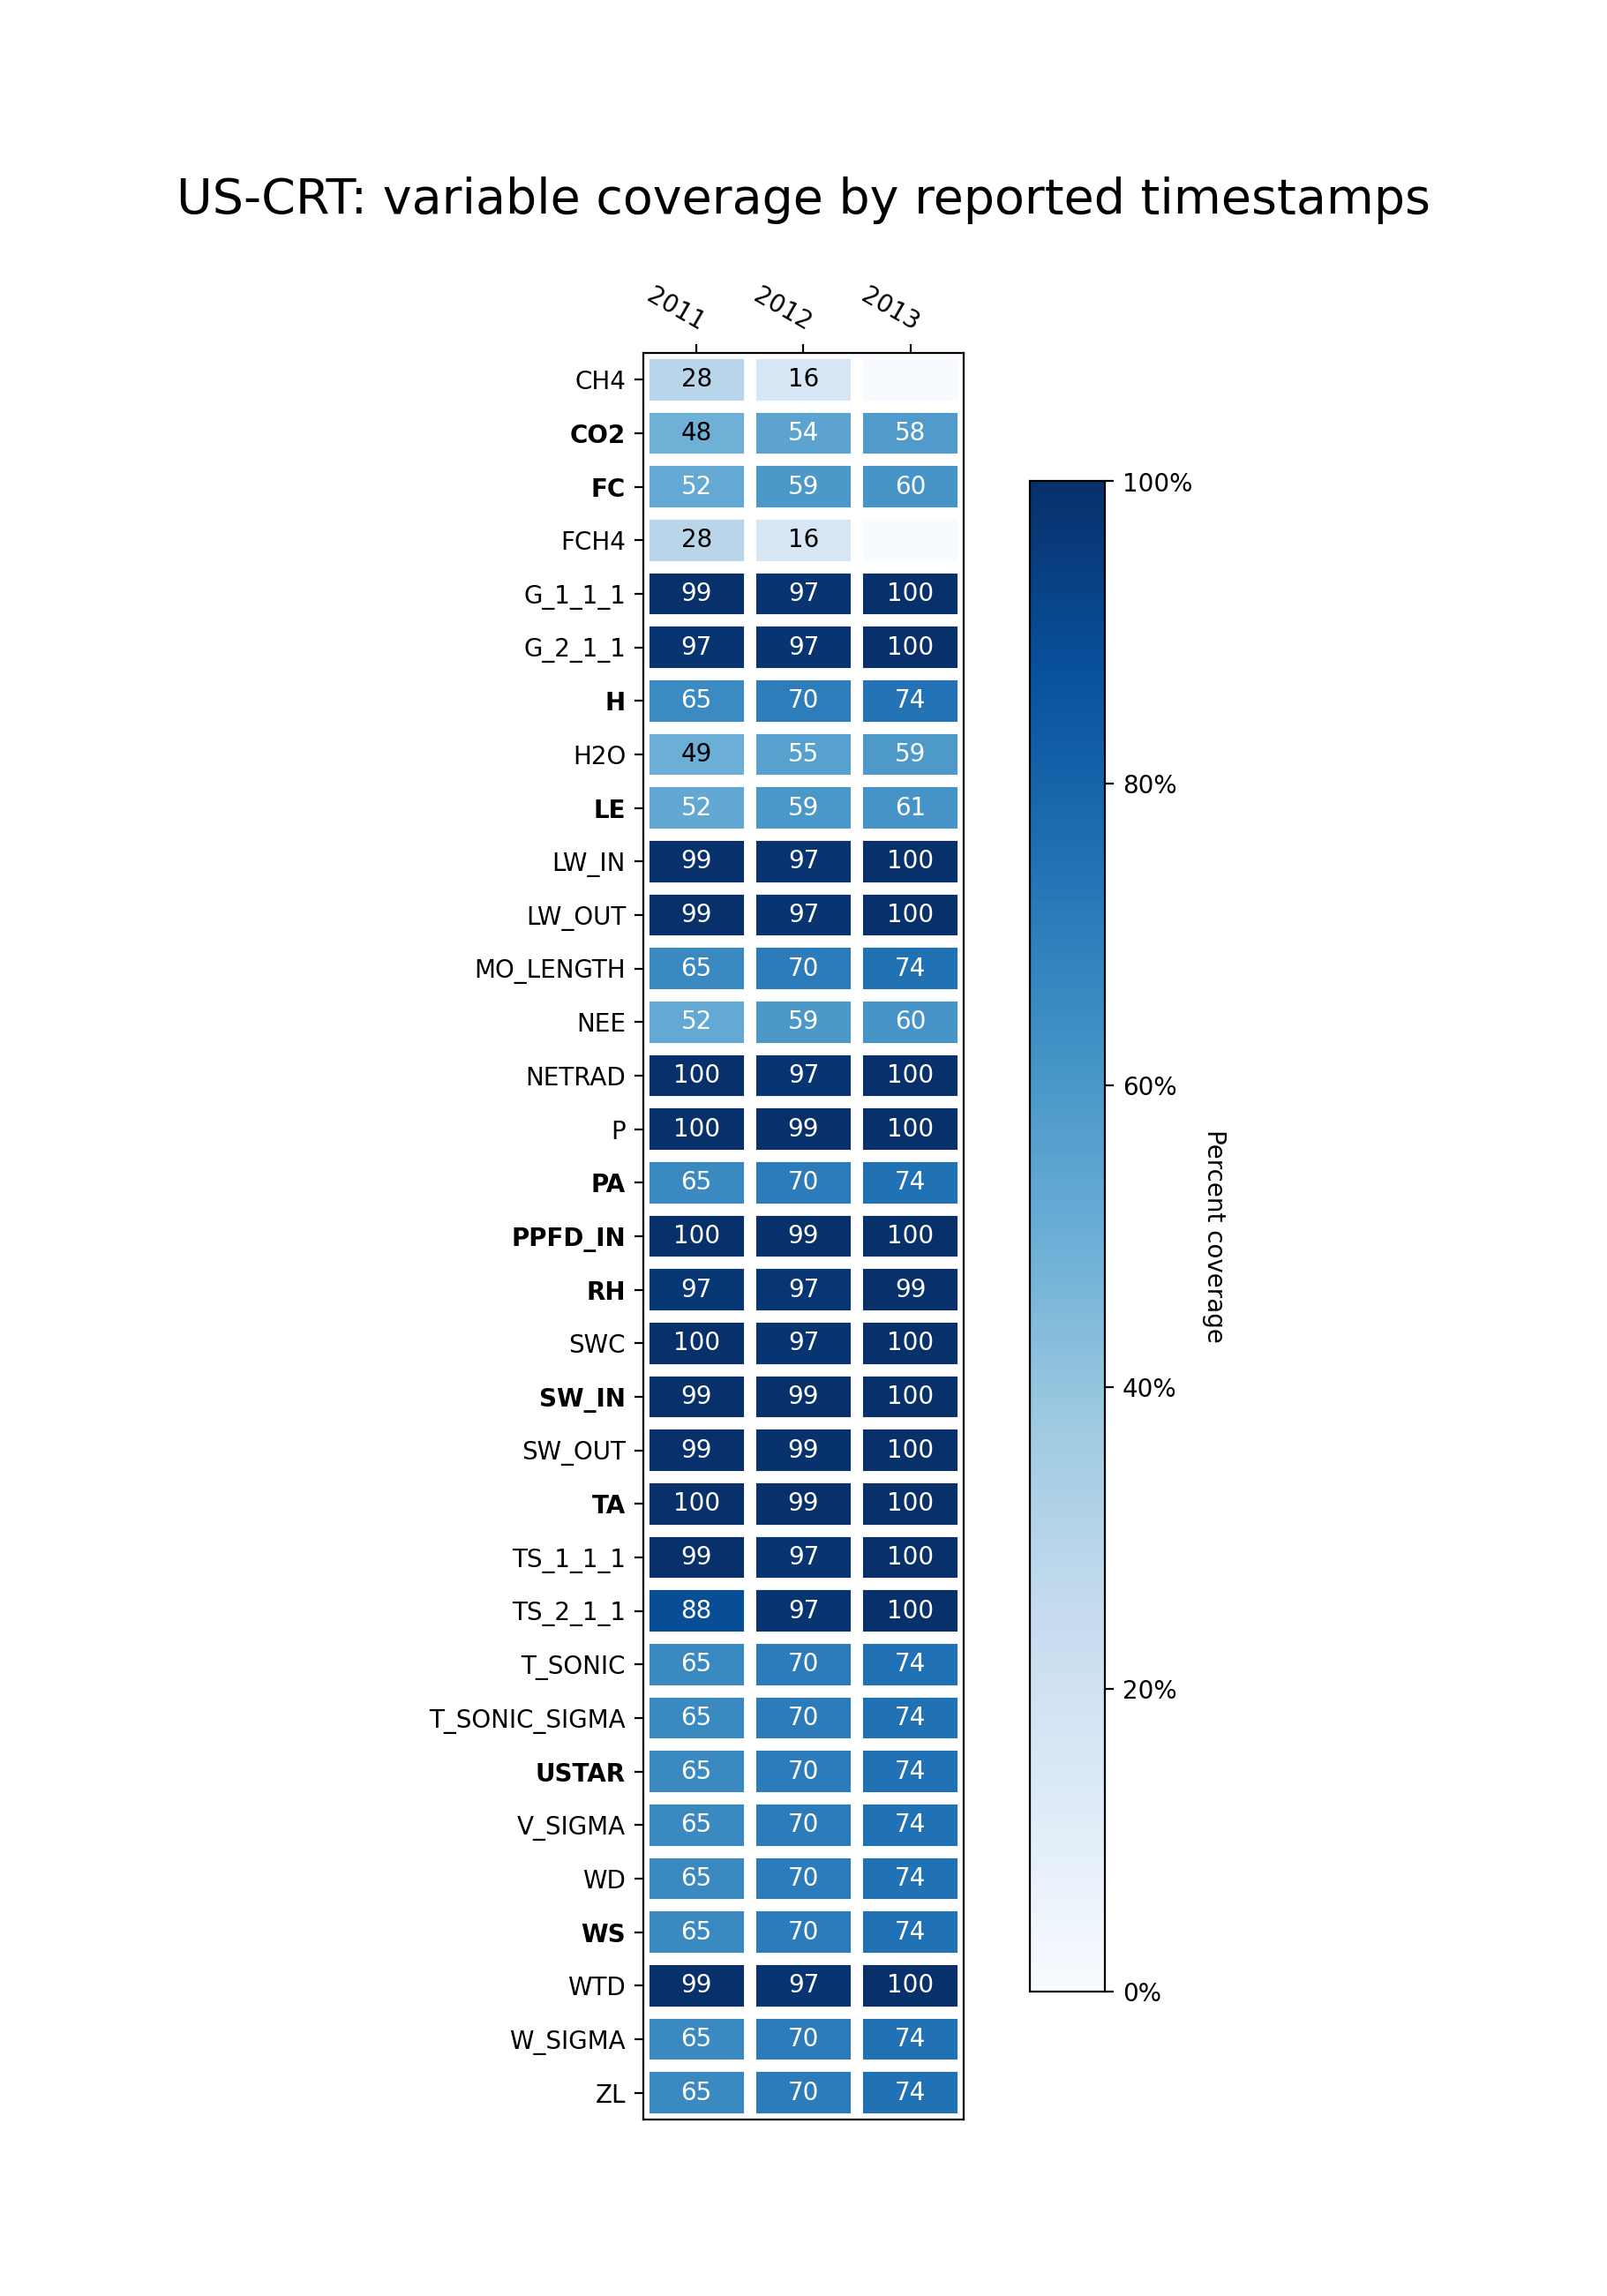 US-CRT: variable coverage by reported timestamps
2011 2012 2013
CH4 28 16
CO2 48 54 58
FC 52 59 60
FCH4 28 16
G_1_1_1 99 97 100
G_2_1_1 97 97 100
H 65 70 74
H2O 49 55 59
LE 52 59 61
LW_IN 99 97 100
LW_OUT 99 97 100
MO_LENGTH 65 70 74
NEE 52 59 60
NETRAD 100 97 100
P 100 99 100
PA 65 70 74
PPFD_IN 100 99 100
RH 97 97 99
SWC 100 97 100
SW_IN 99 99 100
SW_OUT 99 99 100
TA 100 99 100
TS_1_1_1 99 97 100
TS_2_1_1 88 97 100
T_SONIC 65 70 74
T_SONIC_SIGMA 65 70 74
USTAR 65 70 74
V_SIGMA 65 70 74
WD 65 70 74
WS 65 70 74
WTD 99 97 100
W_SIGMA 65 70 74
ZL 65 70 74
100%
80%
60%
40%
20%
0%
Percent coverage